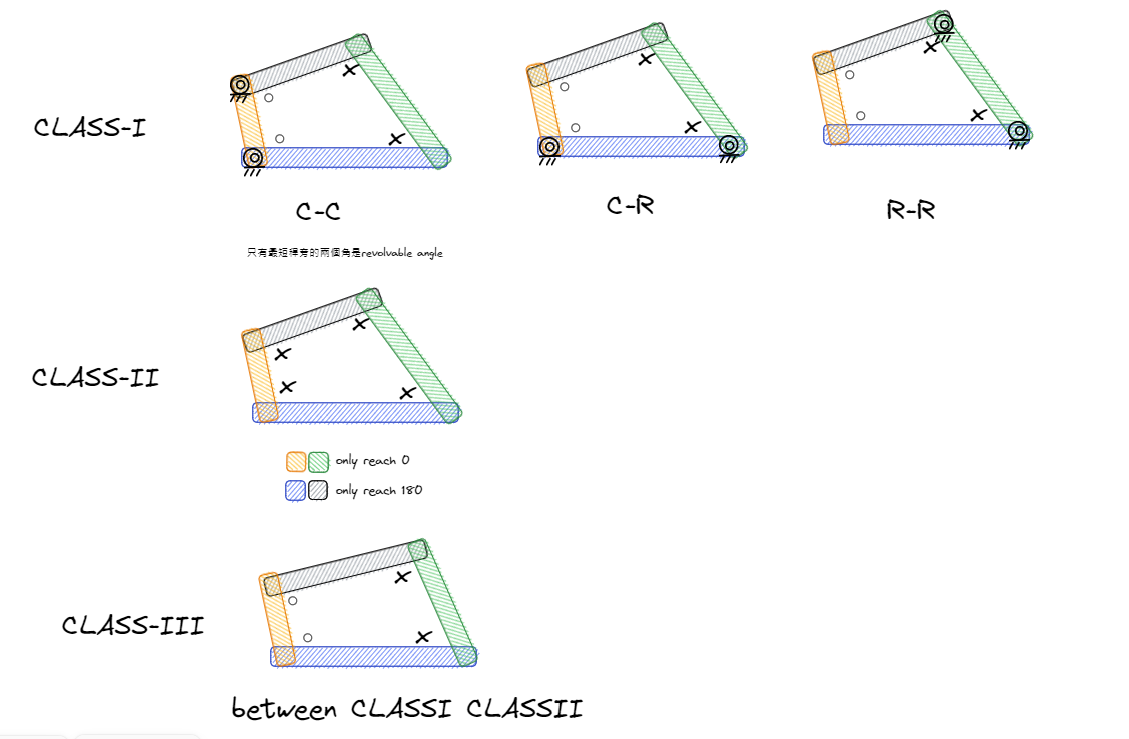 CLASS-I
C-C
C-R
R-R
只有最短桿旁的兩個角是revolvable angle
CLASS-II
only reach 0
only reach 180
CLASS-III
between CLASSI CLASSII